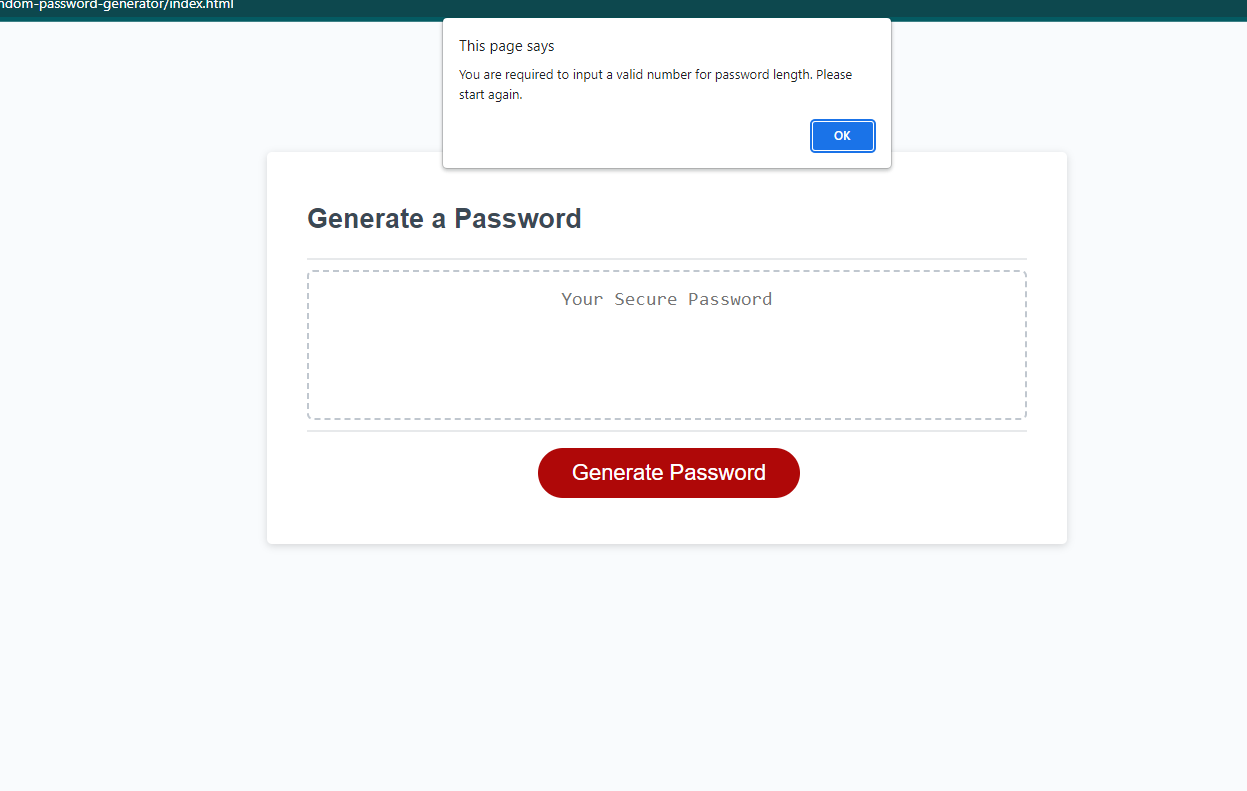 ndom-password-generator/index.html
This page says
You are required to input a valid number for password length. Please
start again.
OK
Generate a Password
Your Secure Password
Generate Password